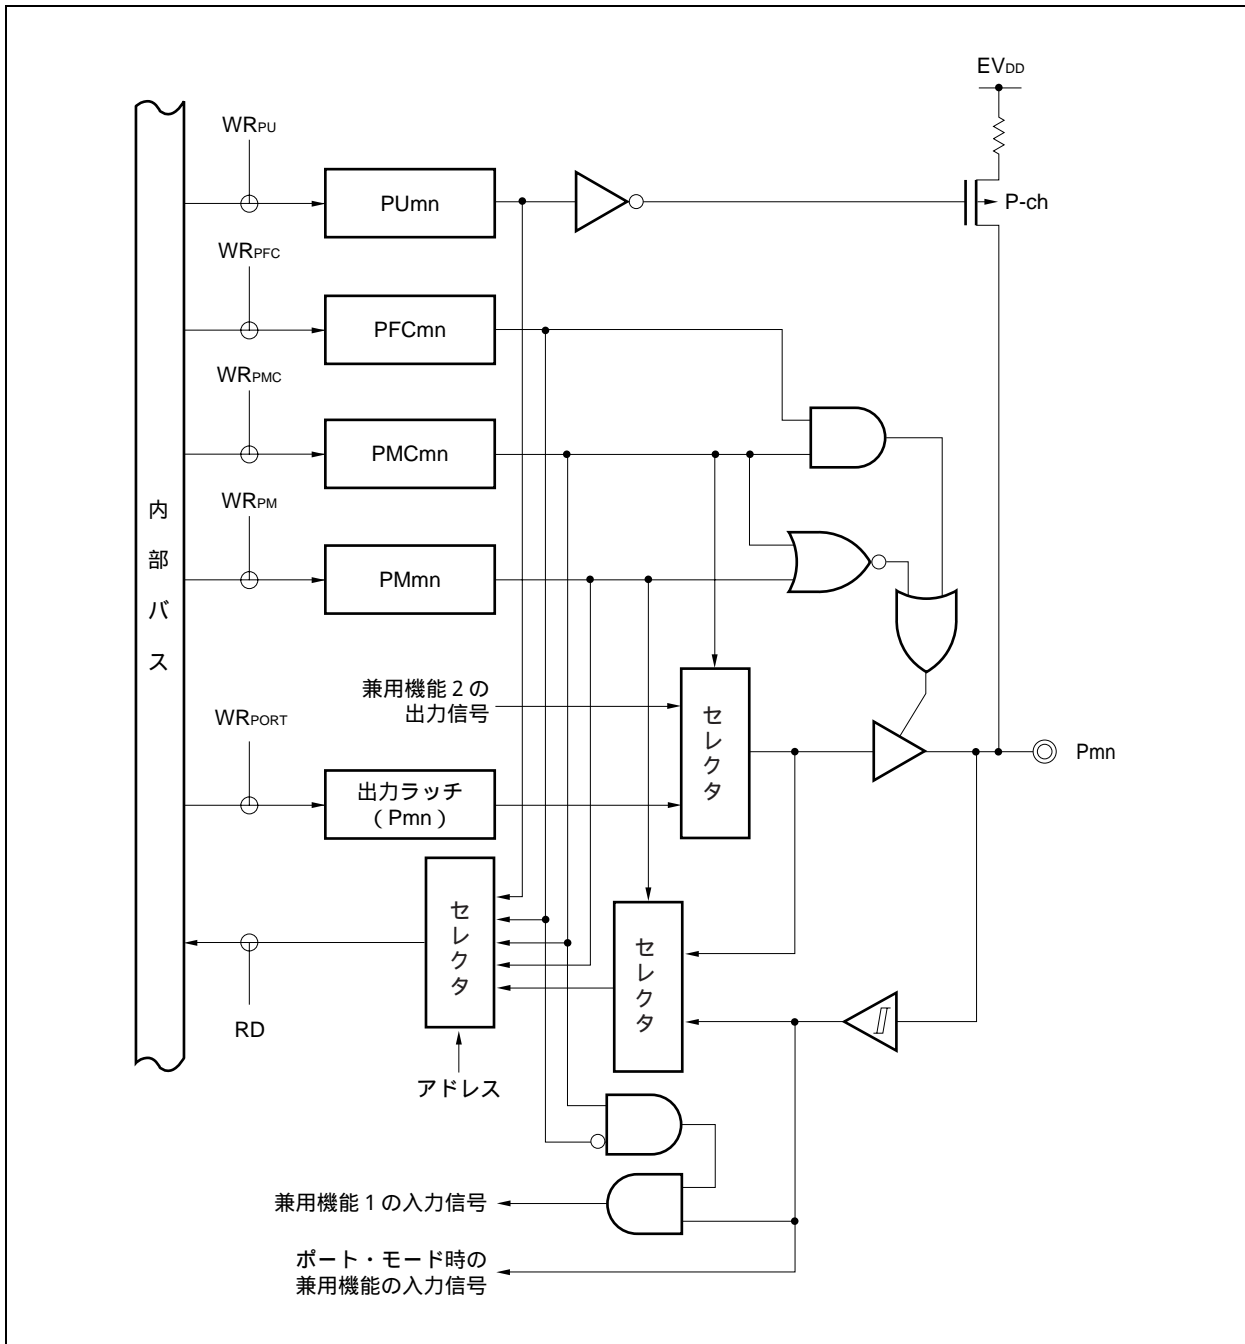 EVDD
WRPU
PUmn
P-ch
WRPFC
PFCmn
WRPMC
PMCmn
WRPM
PMmn
内部バス
兼用機能２の
出力信号
セレクタ
WRPORT
出力ラッチ
（Pmn）
Pmn
セレクタ
セレクタ
RD
アドレス
兼用機能１の入力信号
ポート・モード時の
兼用機能の入力信号